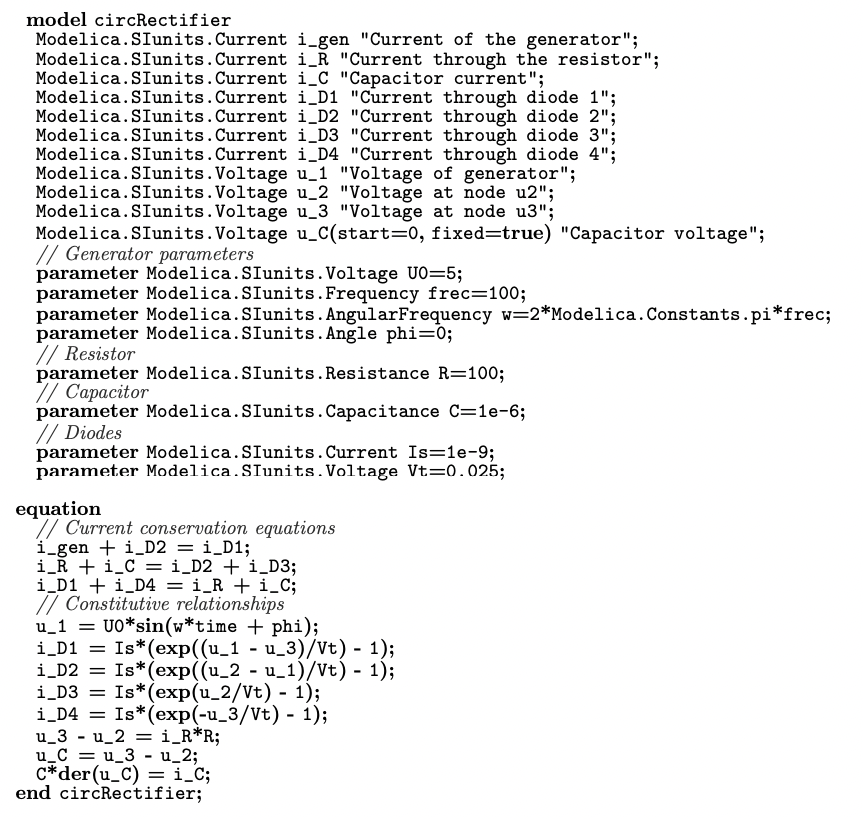 model circRectifier
Modelica.SIunits.Current i_gen "Current of the generator";
Modelica.SIunits.Current i_R "Current through the resistor";
Modelica.SIunits.Current i_C "Capacitor current";
Modelica.SIunits.Current i_D1 "Current through diode 1";
Modelica.SIunits.Current i_D2 "Current through diode 2";
Modelica.SIunits.Current i_D3 "Current through diode 3";
Modelica.SIunits.Current i_D4 "Current through diode 4";
Modelica.SIunits.Voltage u_1 "Voltage of generator";
Modelica.SIunits.Voltage u_2 "Voltage at node u2";
Modelica.SIunits.Voltage u_3 "Voltage at node u3";
Modelica.SIunits.Voltage u_C(start=0, fixed=true) "Capacitor voltage";
// Generator parameters
parameter Modelica.SIunits.Voltage U0=5;
parameter Modelica.SIunits.Frequency frec=100;
parameter Modelica.SIunits.AngularFrequency w=2*Modelica.Constants.pi*frec;
parameter Modelica.SIunits.Angle phi=0;
// Resistor
parameter Modelica.SIunits.Resistance R=100;
// Capacitor
parameter Modelica.SIunits.Capacitance C=1e-6;
// Diodes
parameter Modelica.SIunits.Current Is=1e-9;
parameter Modelica.SIunits.Voltage Vt=0.025;
equation
// Current conservation equations
i_gen + i_D2 = i_D1;
i_R + i_C = i_D2 + i_D3;
i_D1 + i_D4 = i_R + i_C;
// Constitutive relationships
u_1 = U0*sin(w*time + phi);
i_D1 = Is*(exp((u_1 - u_3)/Vt) - 1);
i_D2 = Is*(exp((u_2 - u_1)/Vt) - 1);
i_D3 = Is*(exp(u_2/Vt) - 1);
i_D4 = Is*(exp(-u_3/Vt) - 1);
u_3 - u_2 = i_R*R;
u_C = u_3 - u_2;
C*der(u_C) = i_C;
end circRectifier;